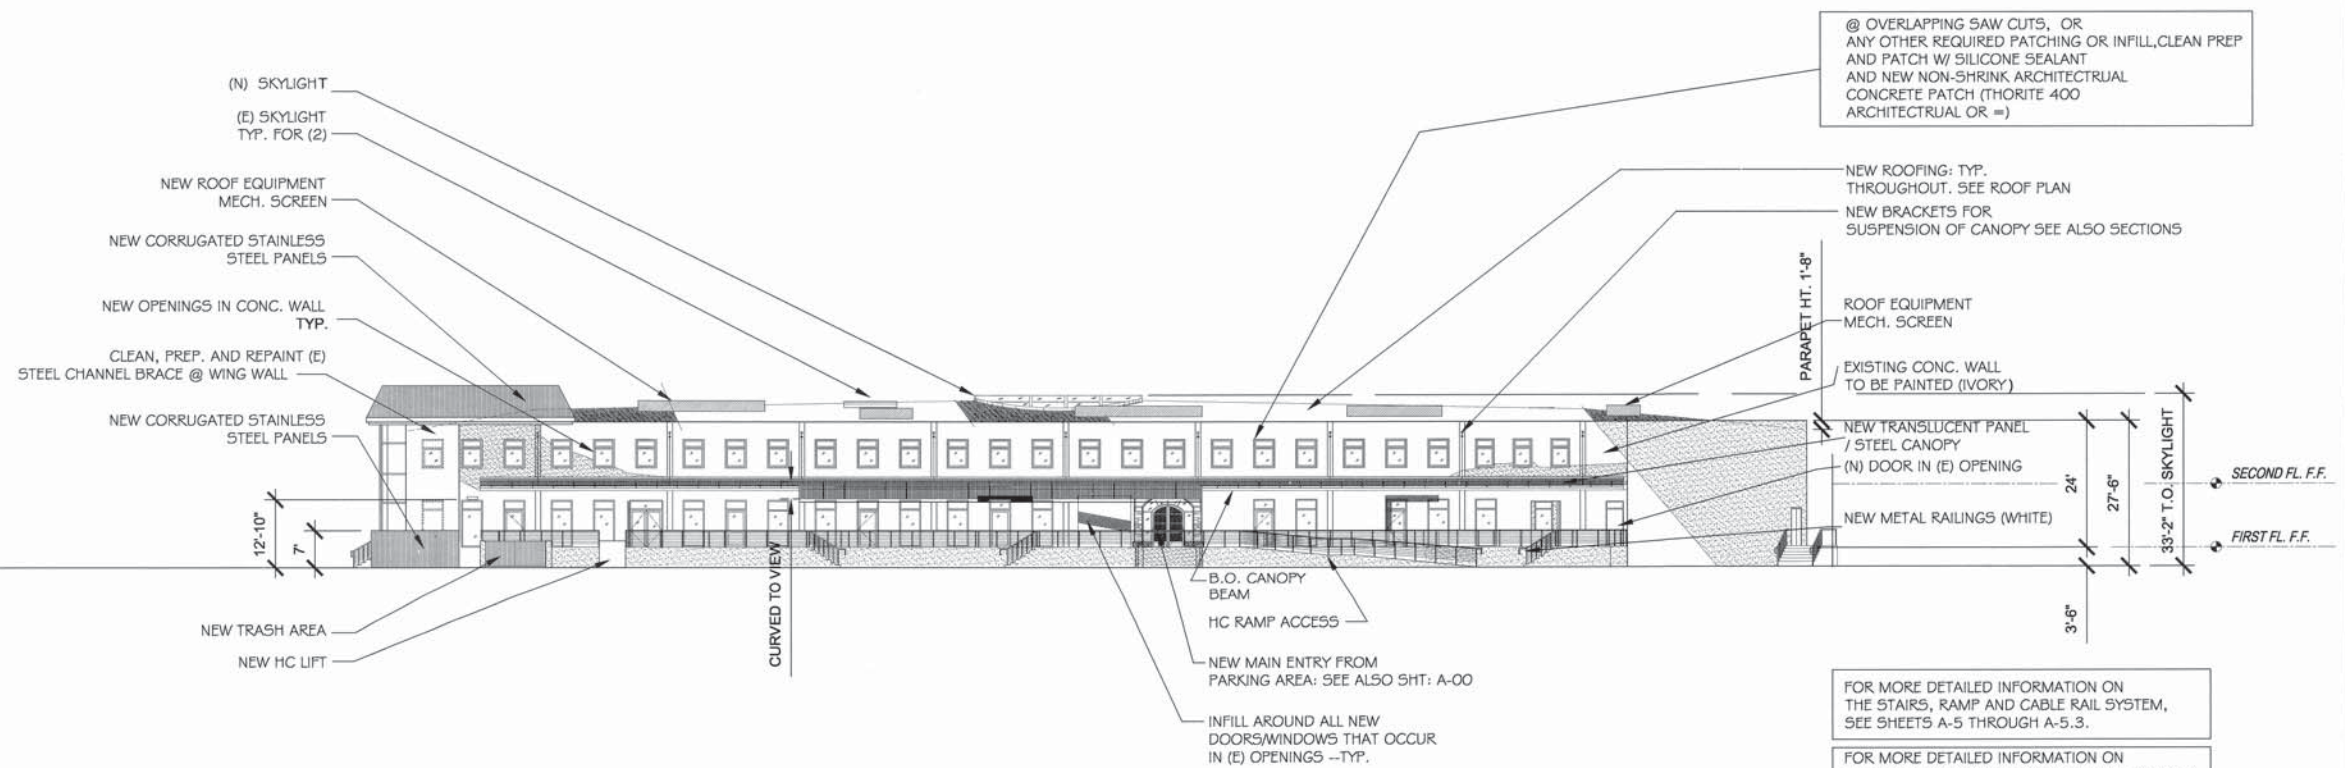 (N) SKYLIGHT
(E) SKYLIGHT
TYP. FOR (2)
NEW ROOF EQUIPMENT
MECH. SCREEN
NEW CORRUGATED STAINLESS
STEEL PANELS
NEW OPENINGS IN CONC. WALL
TYP.
CLEAN, PREP. AND REPAINT (E)
STEEL CHANNEL BRACE @ WING WALL
NEW CORRUGATED STAINLESS
STEEL PANELS
12'-10"
7'
NEW TRASH AREA
NEW HC LIFT
CURVED TO VIEW
B.O. CANOPY
BEAM
HC RAMP ACCESS
NEW MAIN ENTRY FROM
PARKING AREA: SEE ALSO SHT: A-00
INFILL AROUND ALL NEW
DOORS/WINDOWS THAT OCCUR
IN (E) OPENINGS --TYP.
@ OVERLAPPING SAW CUTS, OR
ANY OTHER REQUIRED PATCHING OR INFILL,CLEAN PREP
AND PATCH W/ SILICONE SEALANT
AND NEW NON-SHRINK ARCHITECTRUAL
CONCRETE PATCH (THORITE 400
ARCHITECTRUAL OR =)
NEW ROOFING: TYP.
THROUGHOUT. SEE ROOF PLAN
NEW BRACKETS FOR
SUSPENSION OF CANOPY SEE ALSO SECTIONS
PARAPET HT. 1'-8"
ROOF EQUIPMENT
MECH. SCREEN
EXISTING CONC. WALL
TO BE PAINTED (IVORY)
NEW TRANSLUCENT PANEL
/ STEEL CANOPY
(N) DOOR IN (E) OPENING
NEW METAL RAILINGS (WHITE)
24'
27'-6"
33'-2" T.O. SKYLIGHT
SECOND FL. F.F.
FIRST FL. F.F.
3'-6"
FOR MORE DETAILED INFORMATION ON
THE STAIRS, RAMP AND CABLE RAIL SYSTEM,
SEE SHEETS A-5 THROUGH A-5.3.
FOR MORE DETAILED INFORMATION ON